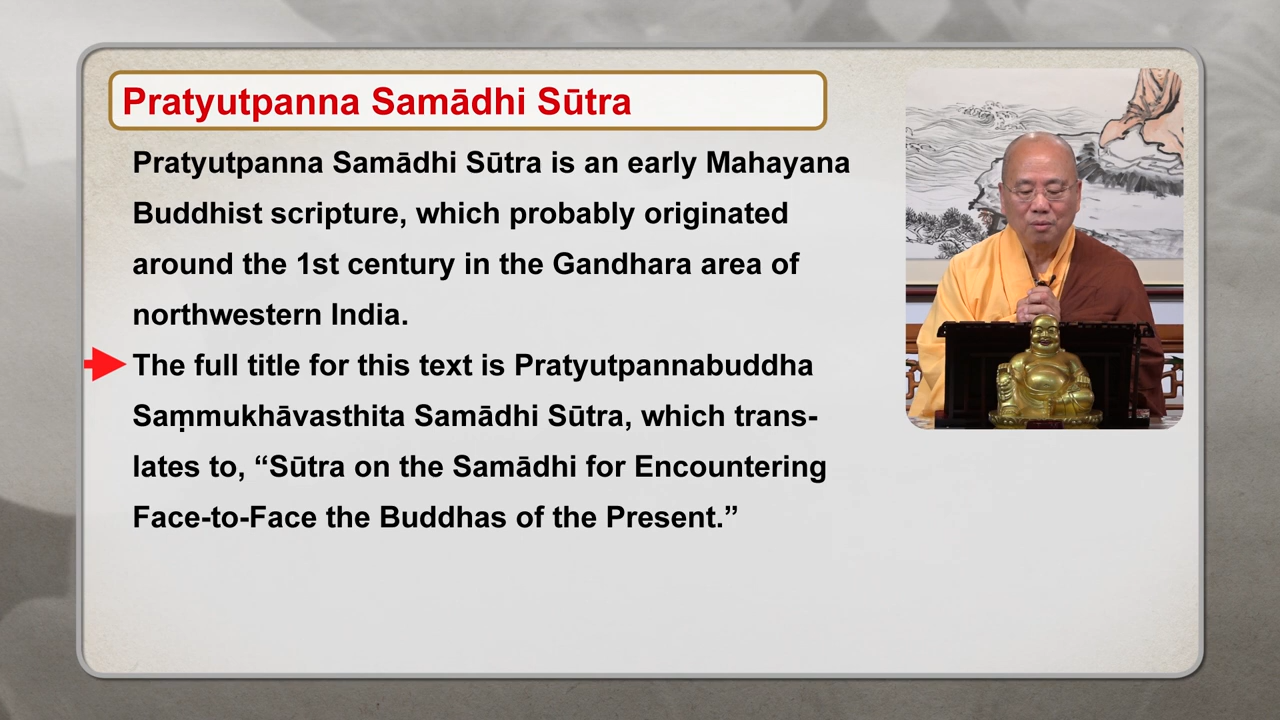 Pratyutpanna Samādhi Sūtra
Pratyutpanna Samādhi Sūtra is an early Mahayana
Buddhist scripture, which probably originated
around the 1st century in the Gandhara area of
northwestern India.
The full title for this text is Pratyutpannabuddha
Saṃmukhāvasthita Samādhi Sūtra, which trans-
lates to, “Sūtra on the Samādhi for Encountering
Face-to-Face the Buddhas of the Present.”